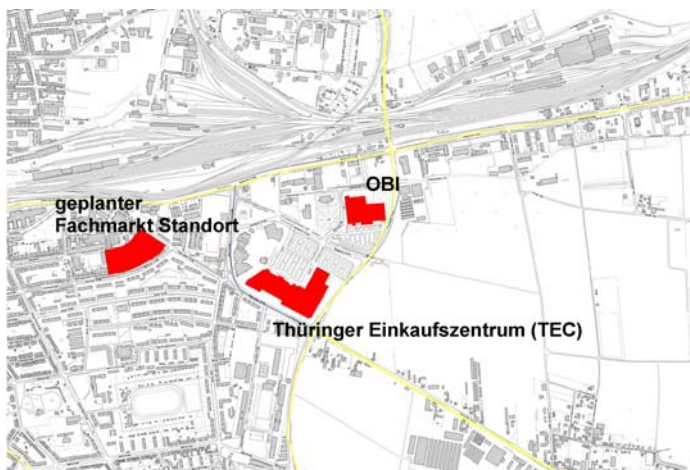 OBI
geplanter
Fachmarkt Standort
Thüringer Einkaufszentrum (TEC)